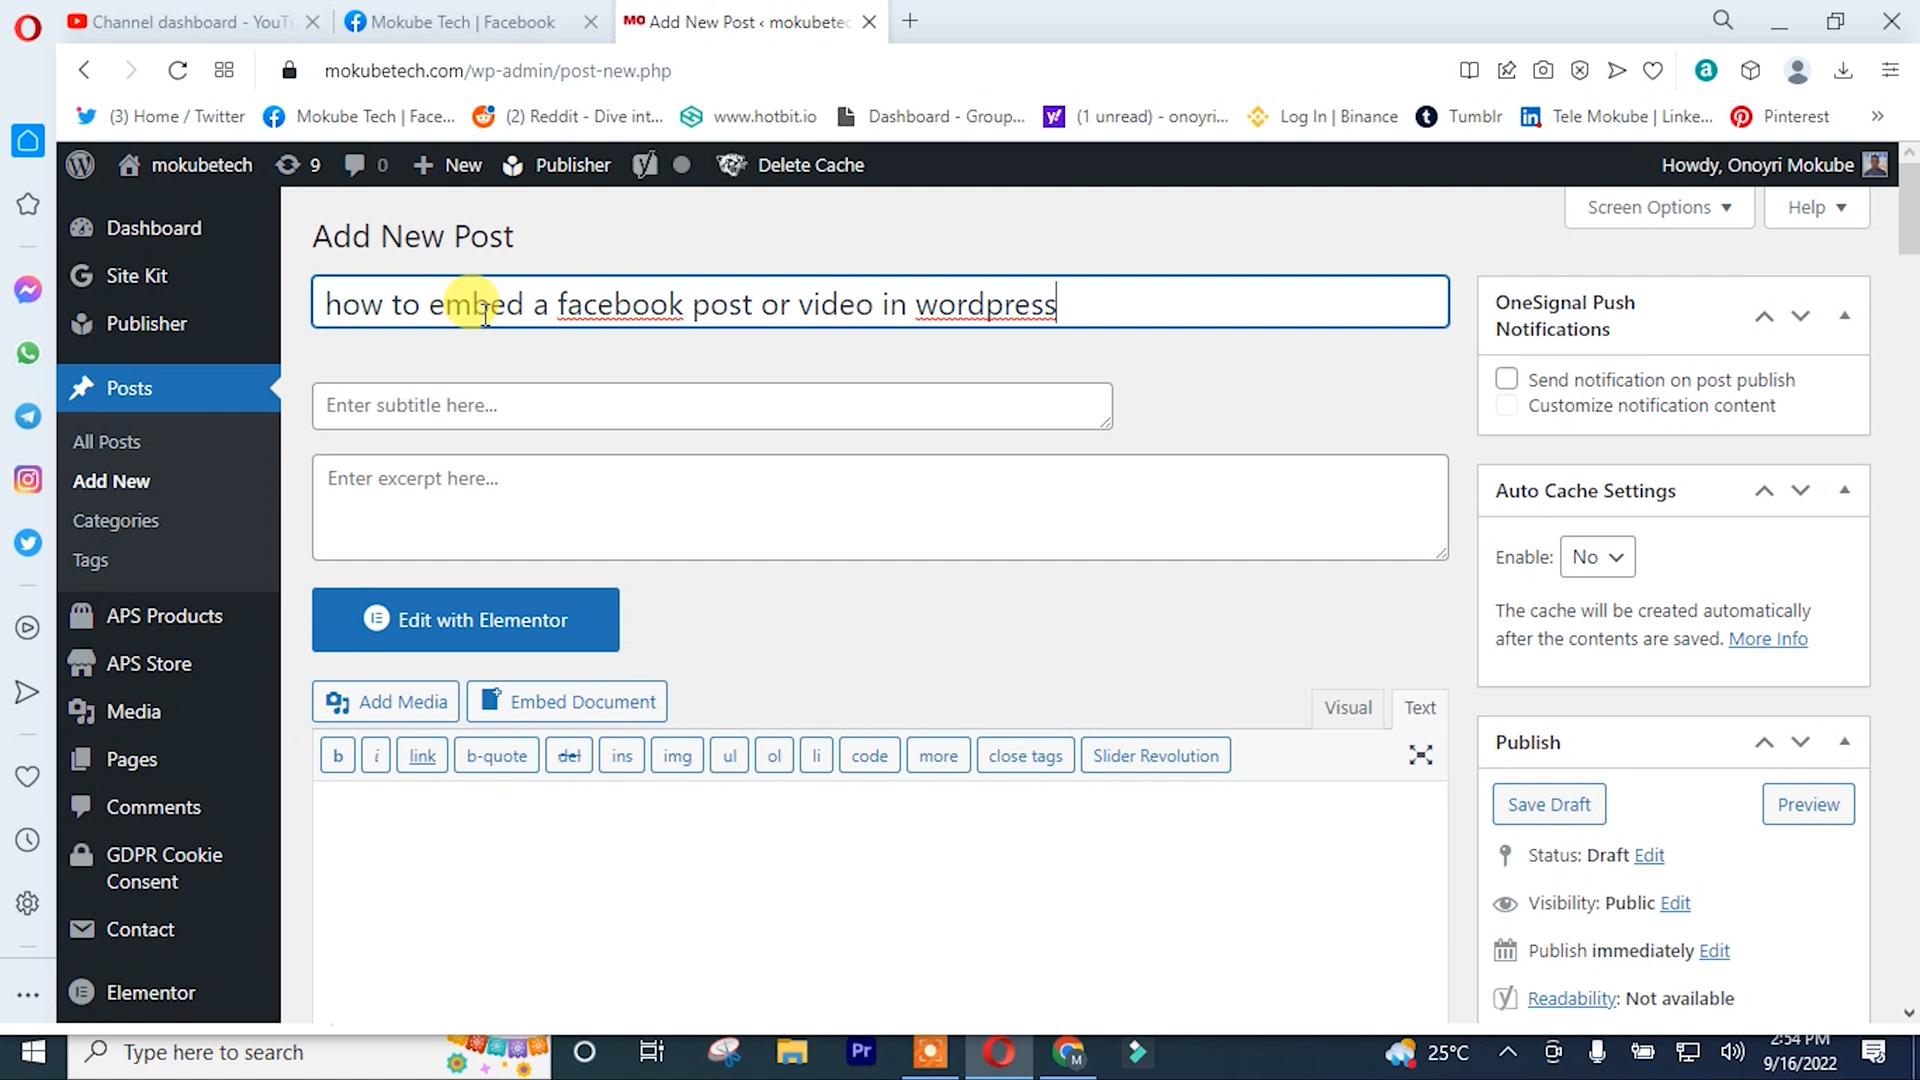 Channel dashboard - YouTu
Mokube Tech | Facebook
MO Add New Post ‹ mokubetec
mokubetech.com/wp-admin/post-new.php
a
(3) Home / Twitter
Mokube Tech | Face...
(2) Reddit - Dive int...
www.hotbit.io
Dashboard - Group...
(1 unread) - onoyri...
Log In | Binance
Tumblr
Tele Mokube | Linke...
Pinterest
mokubetech
9
0
New
Publisher
Delete Cache
Howdy, Onoyri Mokube
Screen Options
Help
Dashboard
Site Kit
Publisher
Posts
All Posts
Add New
Categories
Tags
APS Products
APS Store
Media
Pages
Comments
GDPR Cookie
Consent
Contact
Elementor
Add New Post
how to embed a facebook post or video in wordpress
Enter subtitle here...
Enter excerpt here...
Edit with Elementor
Add Media
Embed Document
Visual
Text
b
i
link
b-quote
del
ins
img
ul
ol
li
code
more
close tags
Slider Revolution
OneSignal Push
Notifications
Send notification on post publish
Customize notification content
Auto Cache Settings
Enable:
No
The cache will be created automatically
after the contents are saved. More Info
Publish
Save Draft
Preview
Status: Draft Edit
Visibility: Public Edit
Publish immediately Edit
Readability: Not available
Type here to search
Pr
M
25°C
2:54 PM
9/16/2022